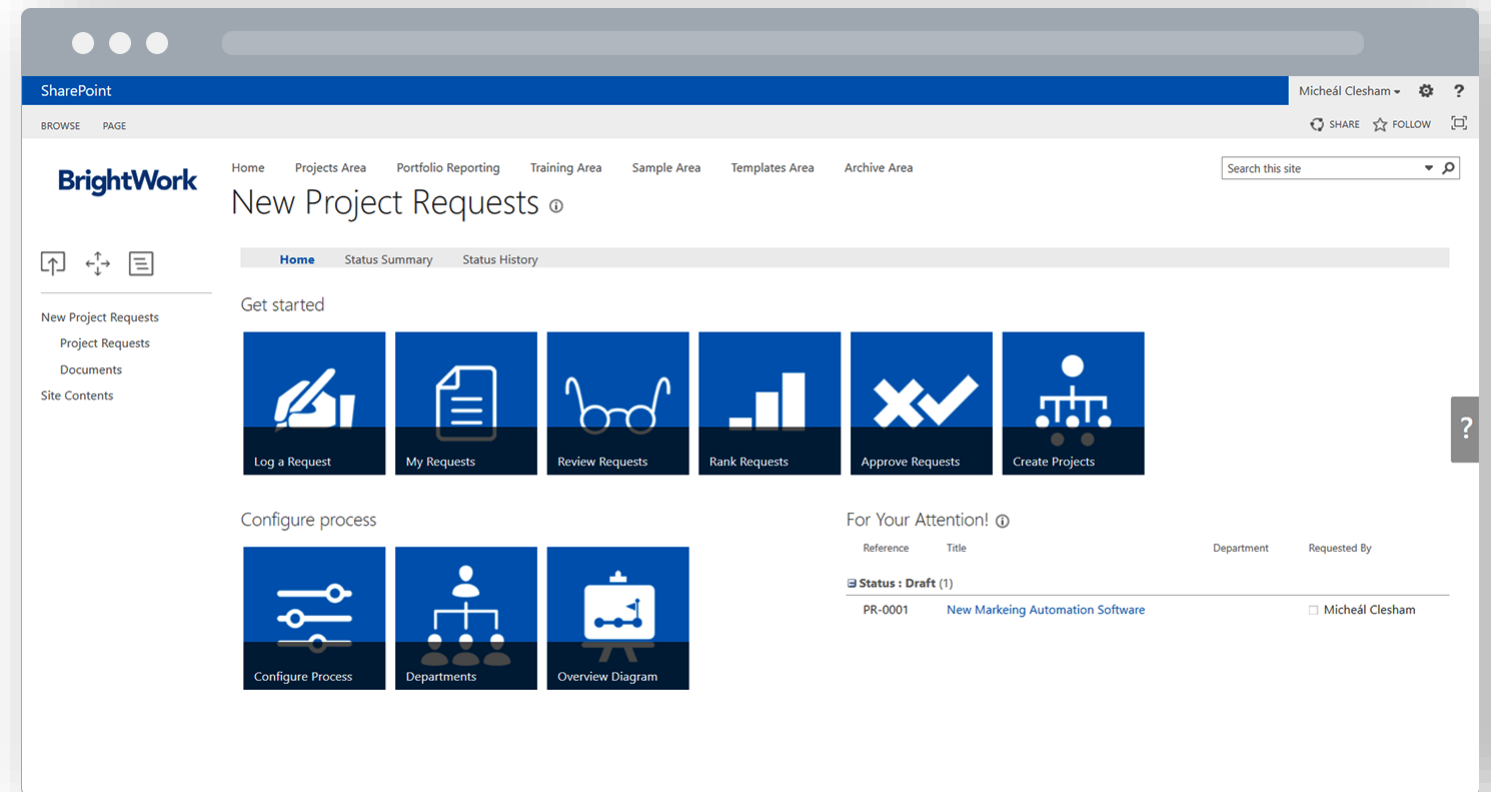 SharePoint
Micheál Clesham
?
BROWSE PAGE
SHARE FOLLOW
BrightWork
Home Projects Area Portfolio Reporting Training Area Sample Area Templates Area Archive Area
Search this site
New Project Requests
Home Status Summary Status History
New Project Requests
Project Requests
Documents
Site Contents
Get started
Log a Request
My Requests
Review Requests
Rank Requests
Approve Requests
Create Projects
?
Configure process
Configure Process
Departments
Overview Diagram
For Your Attention!
Reference Title Department Requested By
Status : Draft (1)
PR-0001 New Markeing Automation Software Micheál Clesham